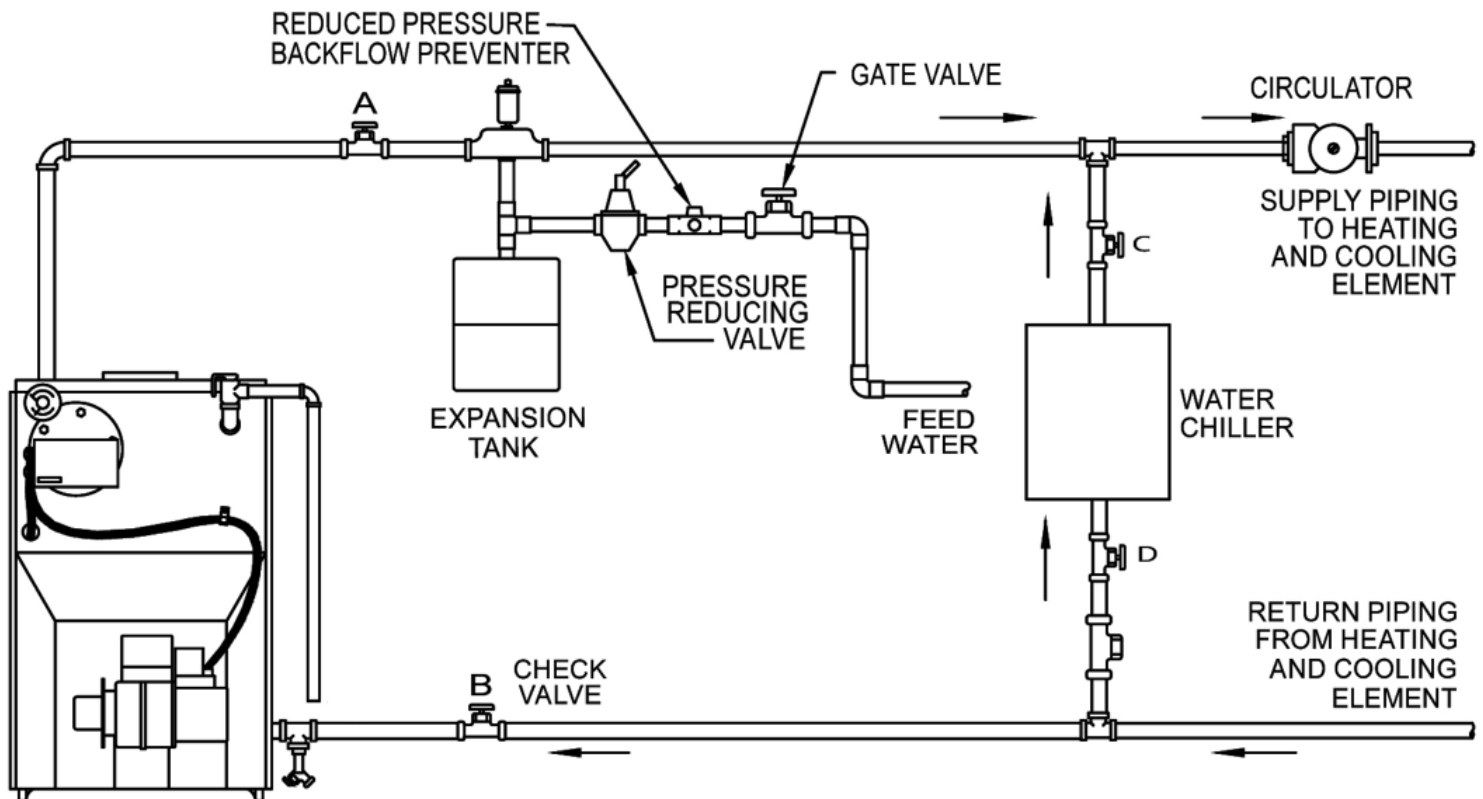 REDUCED PRESSURE
BACKFLOW PREVENTER
GATE VALVE
CIRCULATOR
A
SUPPLY PIPING
TO HEATING
AND COOLING
ELEMENT
C
PRESSURE
REDUCING
VALVE
EXPANSION
TANK
FEED
WATER
WATER
CHILLER
D
RETURN PIPING
FROM HEATING
AND COOLING
ELEMENT
B
CHECK
VALVE